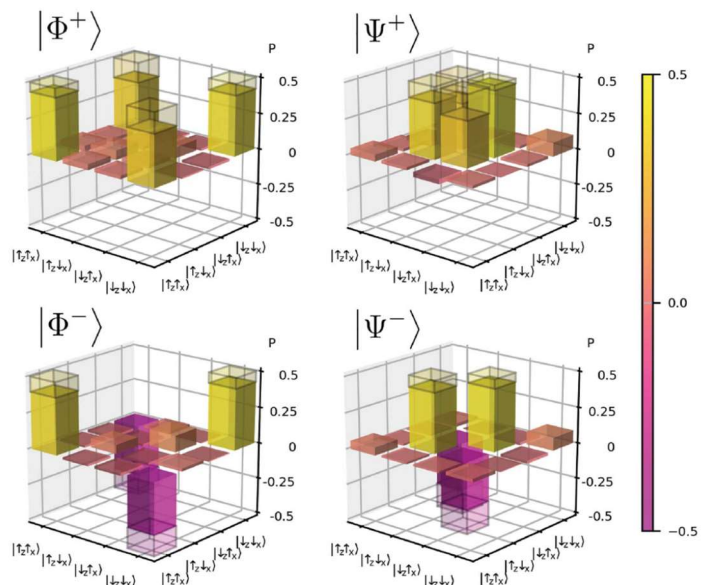 |Φ⁺⟩
P
0.5
0.25
0
-0.25
-0.5
|↑z↑x⟩
|↑z↓x⟩
|↓z↑x⟩
|↓z↓x⟩
|↑z↑x⟩
|↑z↓x⟩
|↓z↑x⟩
|↓z↓x⟩
|Ψ⁺⟩
P
0.5
0.25
0
-0.25
-0.5
|↑z↑x⟩
|↑z↓x⟩
|↓z↑x⟩
|↓z↓x⟩
|↑z↑x⟩
|↑z↓x⟩
|↓z↑x⟩
|↓z↓x⟩
|Φ⁻⟩
P
0.5
0.25
0
-0.25
-0.5
|↑z↑x⟩
|↑z↓x⟩
|↓z↑x⟩
|↓z↓x⟩
|↑z↑x⟩
|↑z↓x⟩
|↓z↑x⟩
|↓z↓x⟩
|Ψ⁻⟩
P
0.5
0.25
0
-0.25
-0.5
|↑z↑x⟩
|↑z↓x⟩
|↓z↑x⟩
|↓z↓x⟩
|↑z↑x⟩
|↑z↓x⟩
|↓z↑x⟩
|↓z↓x⟩
0.5
0.0
−0.5